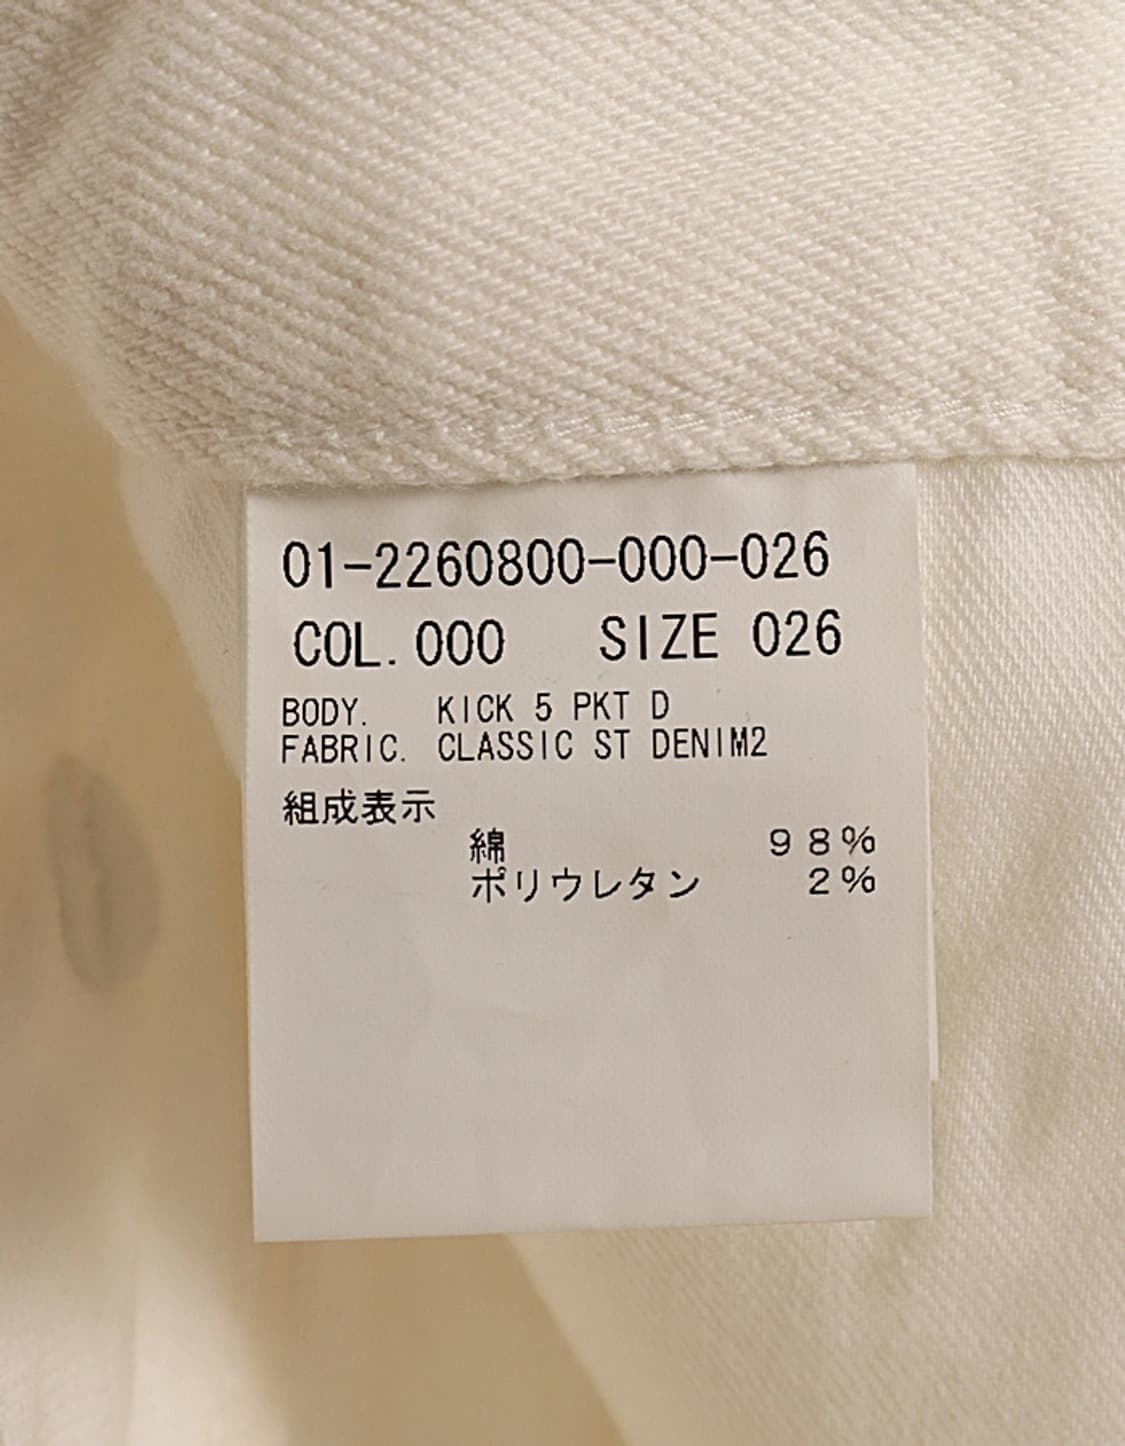 01-2260800-000-026
COL.000 SIZE 026
BODY. KICK 5 PKT D
FABRIC. CLASSIC ST DENIM2
組成表示
綿 98%
ポリウレタン 2%